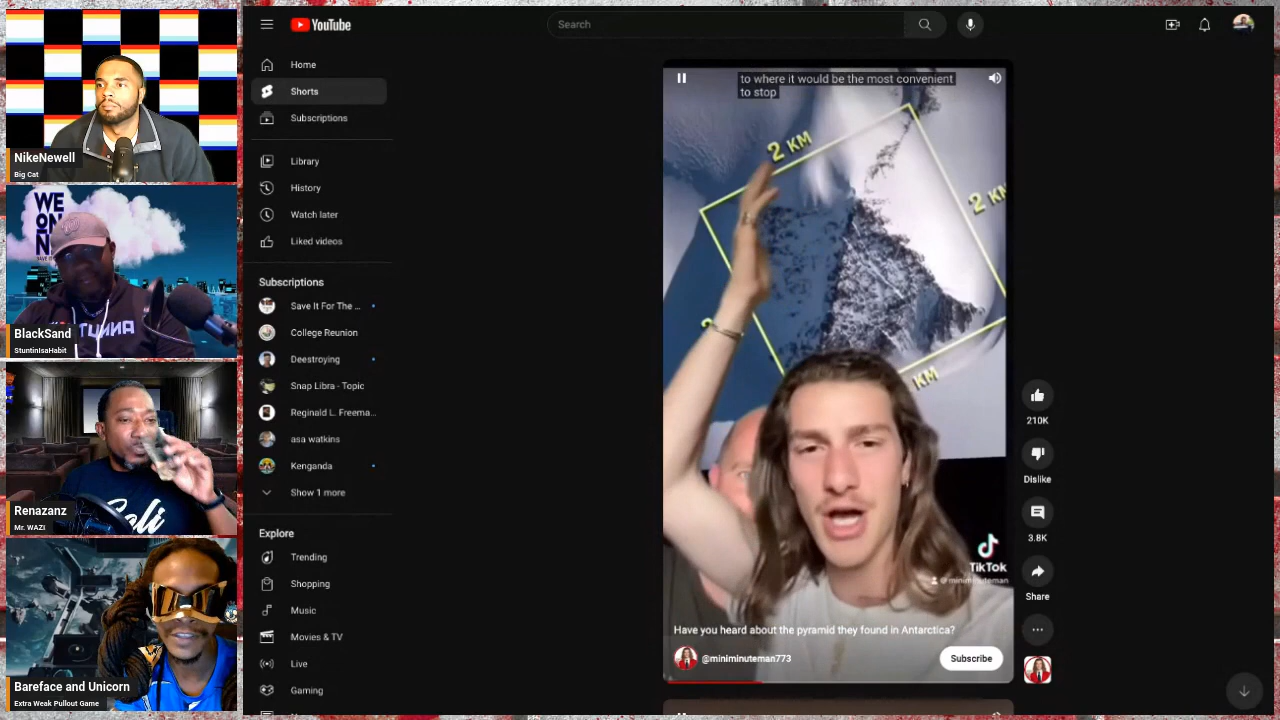 NikeNewell
Big Cat
WE
ON
BlackSand
StuntinIsaHabit
Renazanz
Mr. WAZI
Bareface and Unicorn
Extra Weak Pullout Game
YouTube
Search
Home
Shorts
Subscriptions
Library
History
Watch later
Liked videos
Subscriptions
Save It For The ...
College Reunion
Deestroying
Snap Libra - Topic
Reginald L. Freema...
asa watkins
Kenganda
Show 1 more
Explore
Trending
Shopping
Music
Movies & TV
Live
Gaming
to where it would be the most convenient
to stop
2 KM
2 KM
KM
TikTok
@miniminuteman
Have you heard about the pyramid they found in Antarctica?
@miniminuteman773
Subscribe
210K
Dislike
3.8K
Share